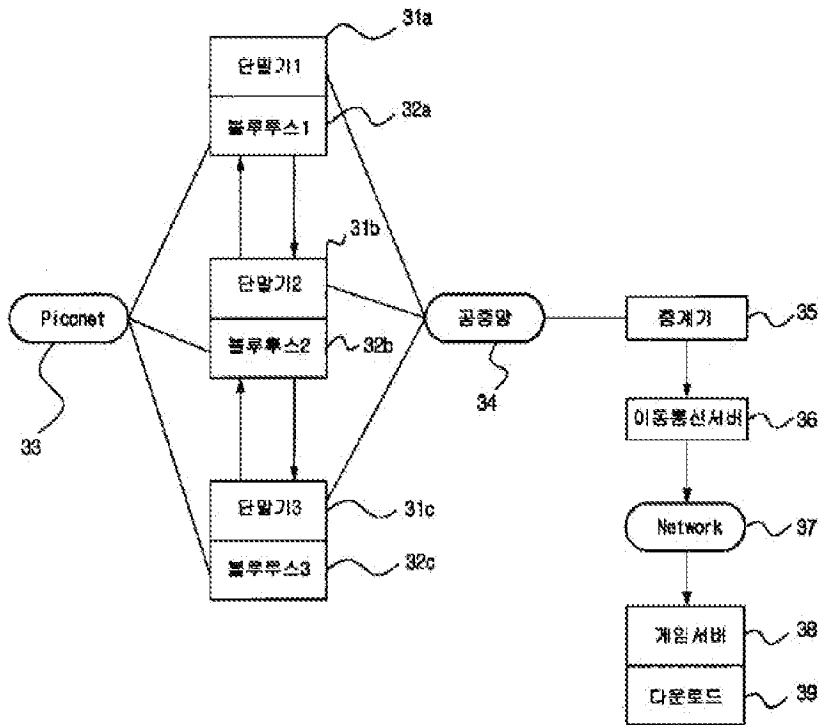 31a
단말기1
블루투스1
32a
31b
단말기2
블루투스2
32b
Piconet
33
공중망
34
중계기
35
이동통신서버
36
단말기3
31c
블루투스3
32c
Network
37
게임서버
38
다운로드
39